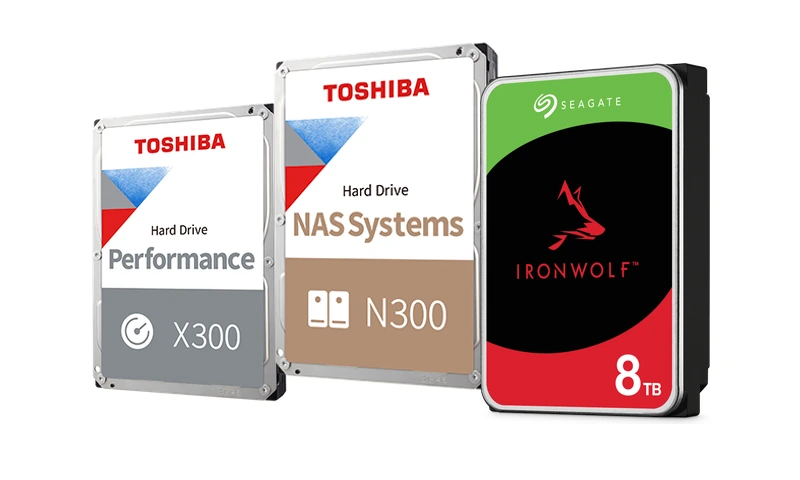 TOSHIBA
Hard Drive
Performance
X300
TOSHIBA
Hard Drive
NAS Systems
N300
SEAGATE
IRONWOLF™
8TB